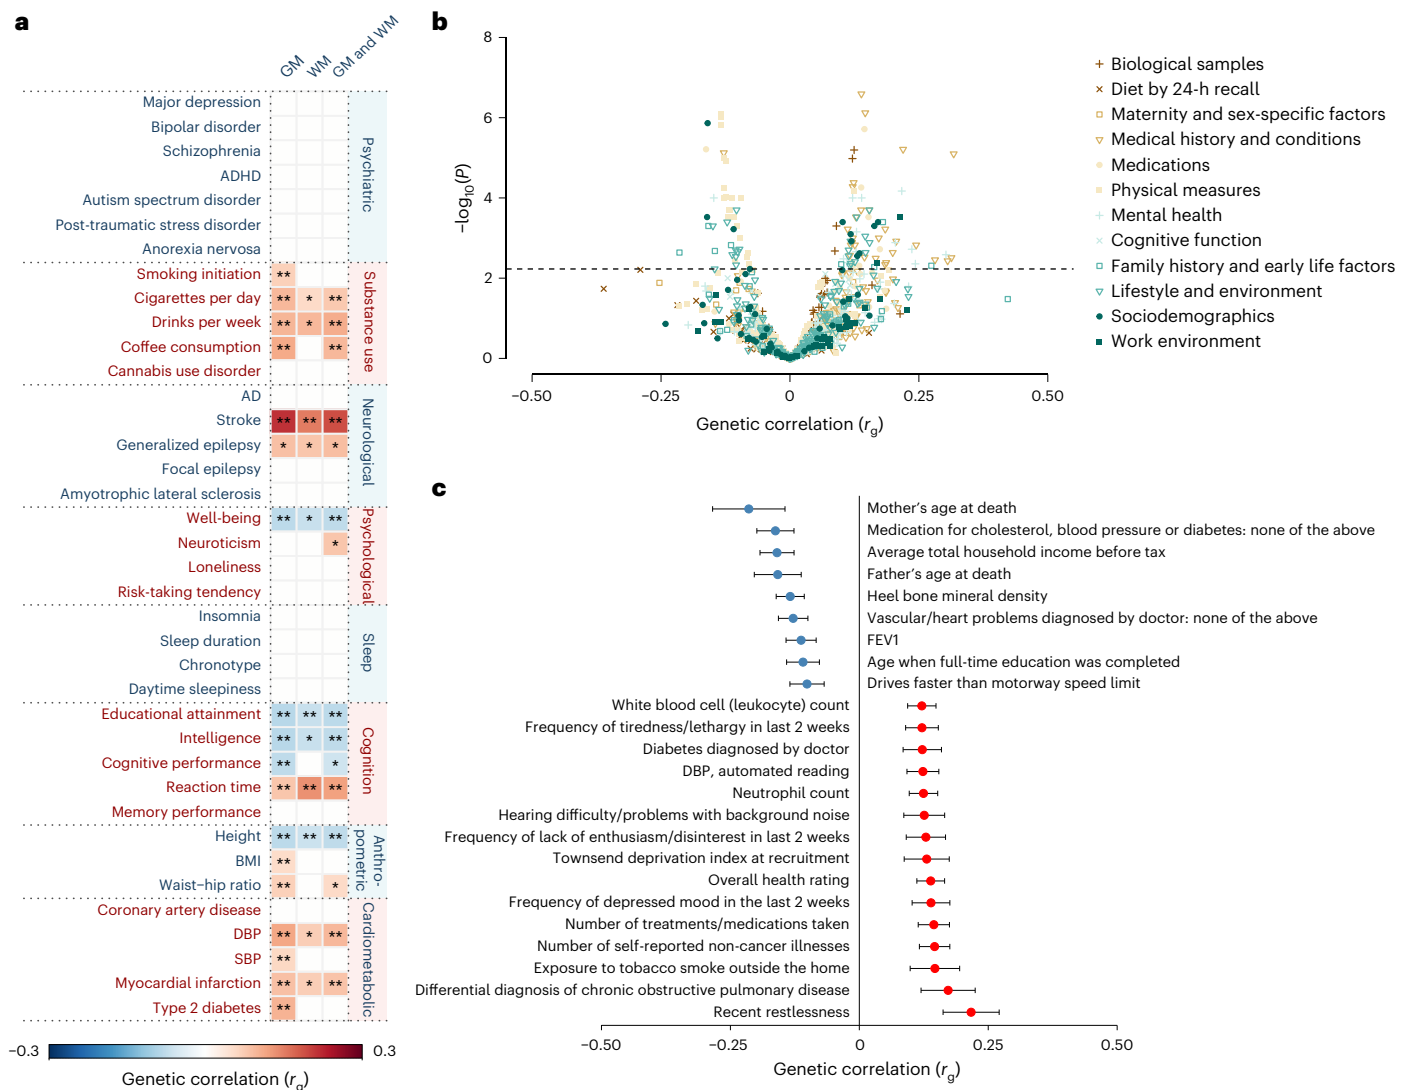 a
GM
WM
GM and WM
Major depression
Bipolar disorder
Schizophrenia
ADHD
Autism spectrum disorder
Post-traumatic stress disorder
Anorexia nervosa
Psychiatric
Smoking initiation
**
Cigarettes per day
** * **
Drinks per week
** * **
Coffee consumption
** **
Cannabis use disorder
Substance use
AD
Stroke
** ** **
Generalized epilepsy
* * *
Focal epilepsy
Amyotrophic lateral sclerosis
Neurological
Well-being
** * **
Neuroticism
*
Loneliness
Risk-taking tendency
Psychological
Insomnia
Sleep duration
Chronotype
Daytime sleepiness
Sleep
Educational attainment
** ** **
Intelligence
** * **
Cognitive performance
** *
Reaction time
** ** **
Memory performance
Cognition
Height
** ** **
BMI
**
Waist–hip ratio
** *
Anthro-
pometric
Coronary artery disease
DBP
** * **
SBP
**
Myocardial infarction
** * **
Type 2 diabetes
**
Cardiometabolic
−0.3
0.3
Genetic correlation (rg)
b
8
6
4
2
0
−log10(P)
−0.50
−0.25
0
0.25
0.50
Genetic correlation (rg)
Biological samples
Diet by 24-h recall
Maternity and sex-specific factors
Medical history and conditions
Medications
Physical measures
Mental health
Cognitive function
Family history and early life factors
Lifestyle and environment
Sociodemographics
Work environment
c
Mother’s age at death
Medication for cholesterol, blood pressure or diabetes: none of the above
Average total household income before tax
Father’s age at death
Heel bone mineral density
Vascular/heart problems diagnosed by doctor: none of the above
FEV1
Age when full-time education was completed
Drives faster than motorway speed limit
White blood cell (leukocyte) count
Frequency of tiredness/lethargy in last 2 weeks
Diabetes diagnosed by doctor
DBP, automated reading
Neutrophil count
Hearing difficulty/problems with background noise
Frequency of lack of enthusiasm/disinterest in last 2 weeks
Townsend deprivation index at recruitment
Overall health rating
Frequency of depressed mood in the last 2 weeks
Number of treatments/medications taken
Number of self-reported non-cancer illnesses
Exposure to tobacco smoke outside the home
Differential diagnosis of chronic obstructive pulmonary disease
Recent restlessness
−0.50
−0.25
0
0.25
0.50
Genetic correlation (rg)